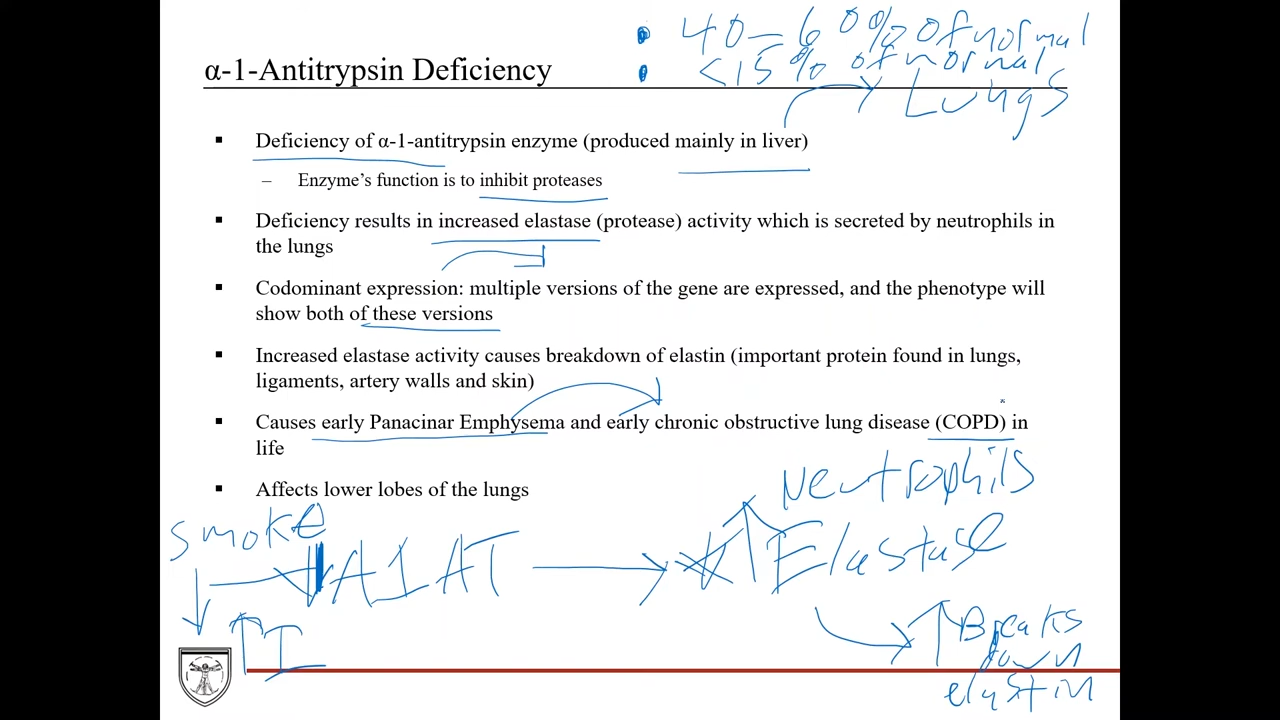 40-60% of normal
<15% of normal
Lungs
α-1-Antitrypsin Deficiency
Deficiency of α-1-antitrypsin enzyme (produced mainly in liver)
– Enzyme’s function is to inhibit proteases
Deficiency results in increased elastase (protease) activity which is secreted by neutrophils in
the lungs
Codominant expression: multiple versions of the gene are expressed, and the phenotype will
show both of these versions
Increased elastase activity causes breakdown of elastin (important protein found in lungs,
ligaments, artery walls and skin)
Causes early Panacinar Emphysema and early chronic obstructive lung disease (COPD) in
life
Affects lower lobes of the lungs
Neutrophils
smoke
↓A1AT → ↑Elastase
↑I
↑Breaks
down
elastin